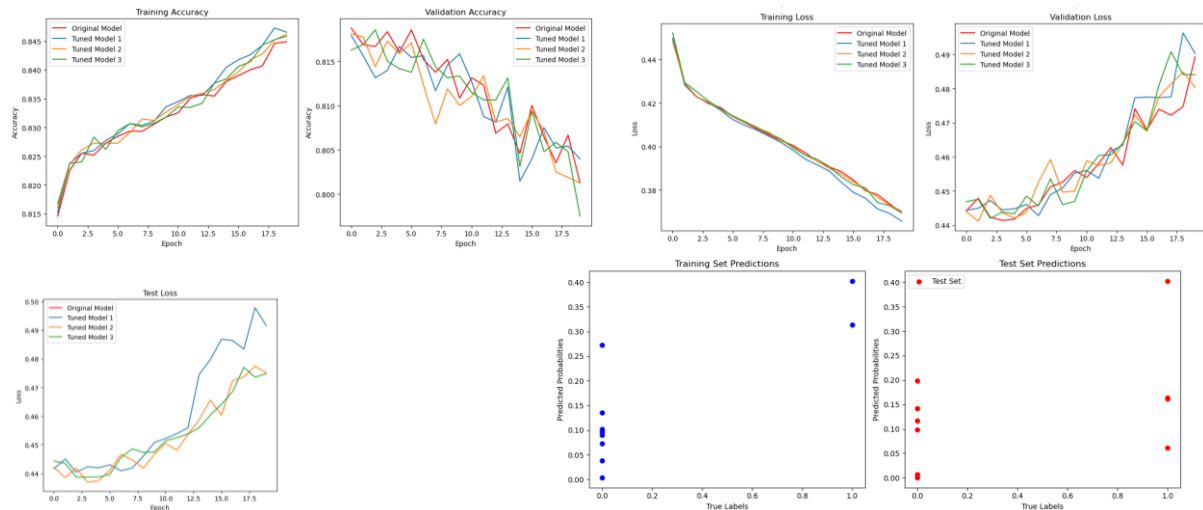 Training Accuracy
Original Model
Tuned Model 1
Tuned Model 2
Tuned Model 3
0.845
0.840
0.835
0.830
0.825
0.820
0.815
Accuracy
0.0 2.5 5.0 7.5 10.0 12.5 15.0 17.5
Epoch
Validation Accuracy
Original Model
Tuned Model 1
Tuned Model 2
Tuned Model 3
0.815
0.810
0.805
0.800
Accuracy
0.0 2.5 5.0 7.5 10.0 12.5 15.0 17.5
Epoch
Training Loss
Original Model
Tuned Model 1
Tuned Model 2
Tuned Model 3
0.44
0.42
0.40
0.38
Loss
0.0 2.5 5.0 7.5 10.0 12.5 15.0 17.5
Epoch
Validation Loss
Original Model
Tuned Model 1
Tuned Model 2
Tuned Model 3
0.49
0.48
0.47
0.46
0.45
0.44
Loss
0.0 2.5 5.0 7.5 10.0 12.5 15.0 17.5
Epoch
Test Loss
Original Model
Tuned Model 1
Tuned Model 2
Tuned Model 3
0.50
0.49
0.48
0.47
0.46
0.45
0.44
Loss
0.0 2.5 5.0 7.5 10.0 12.5 15.0 17.5
Epoch
Training Set Predictions
0.40
0.35
0.30
0.25
0.20
0.15
0.10
0.05
0.00
Predicted Probabilities
0.0 0.2 0.4 0.6 0.8 1.0
True Labels
Test Set Predictions
Test Set
0.40
0.35
0.30
0.25
0.20
0.15
0.10
0.05
0.00
Predicted Probabilities
0.0 0.2 0.4 0.6 0.8 1.0
True Labels